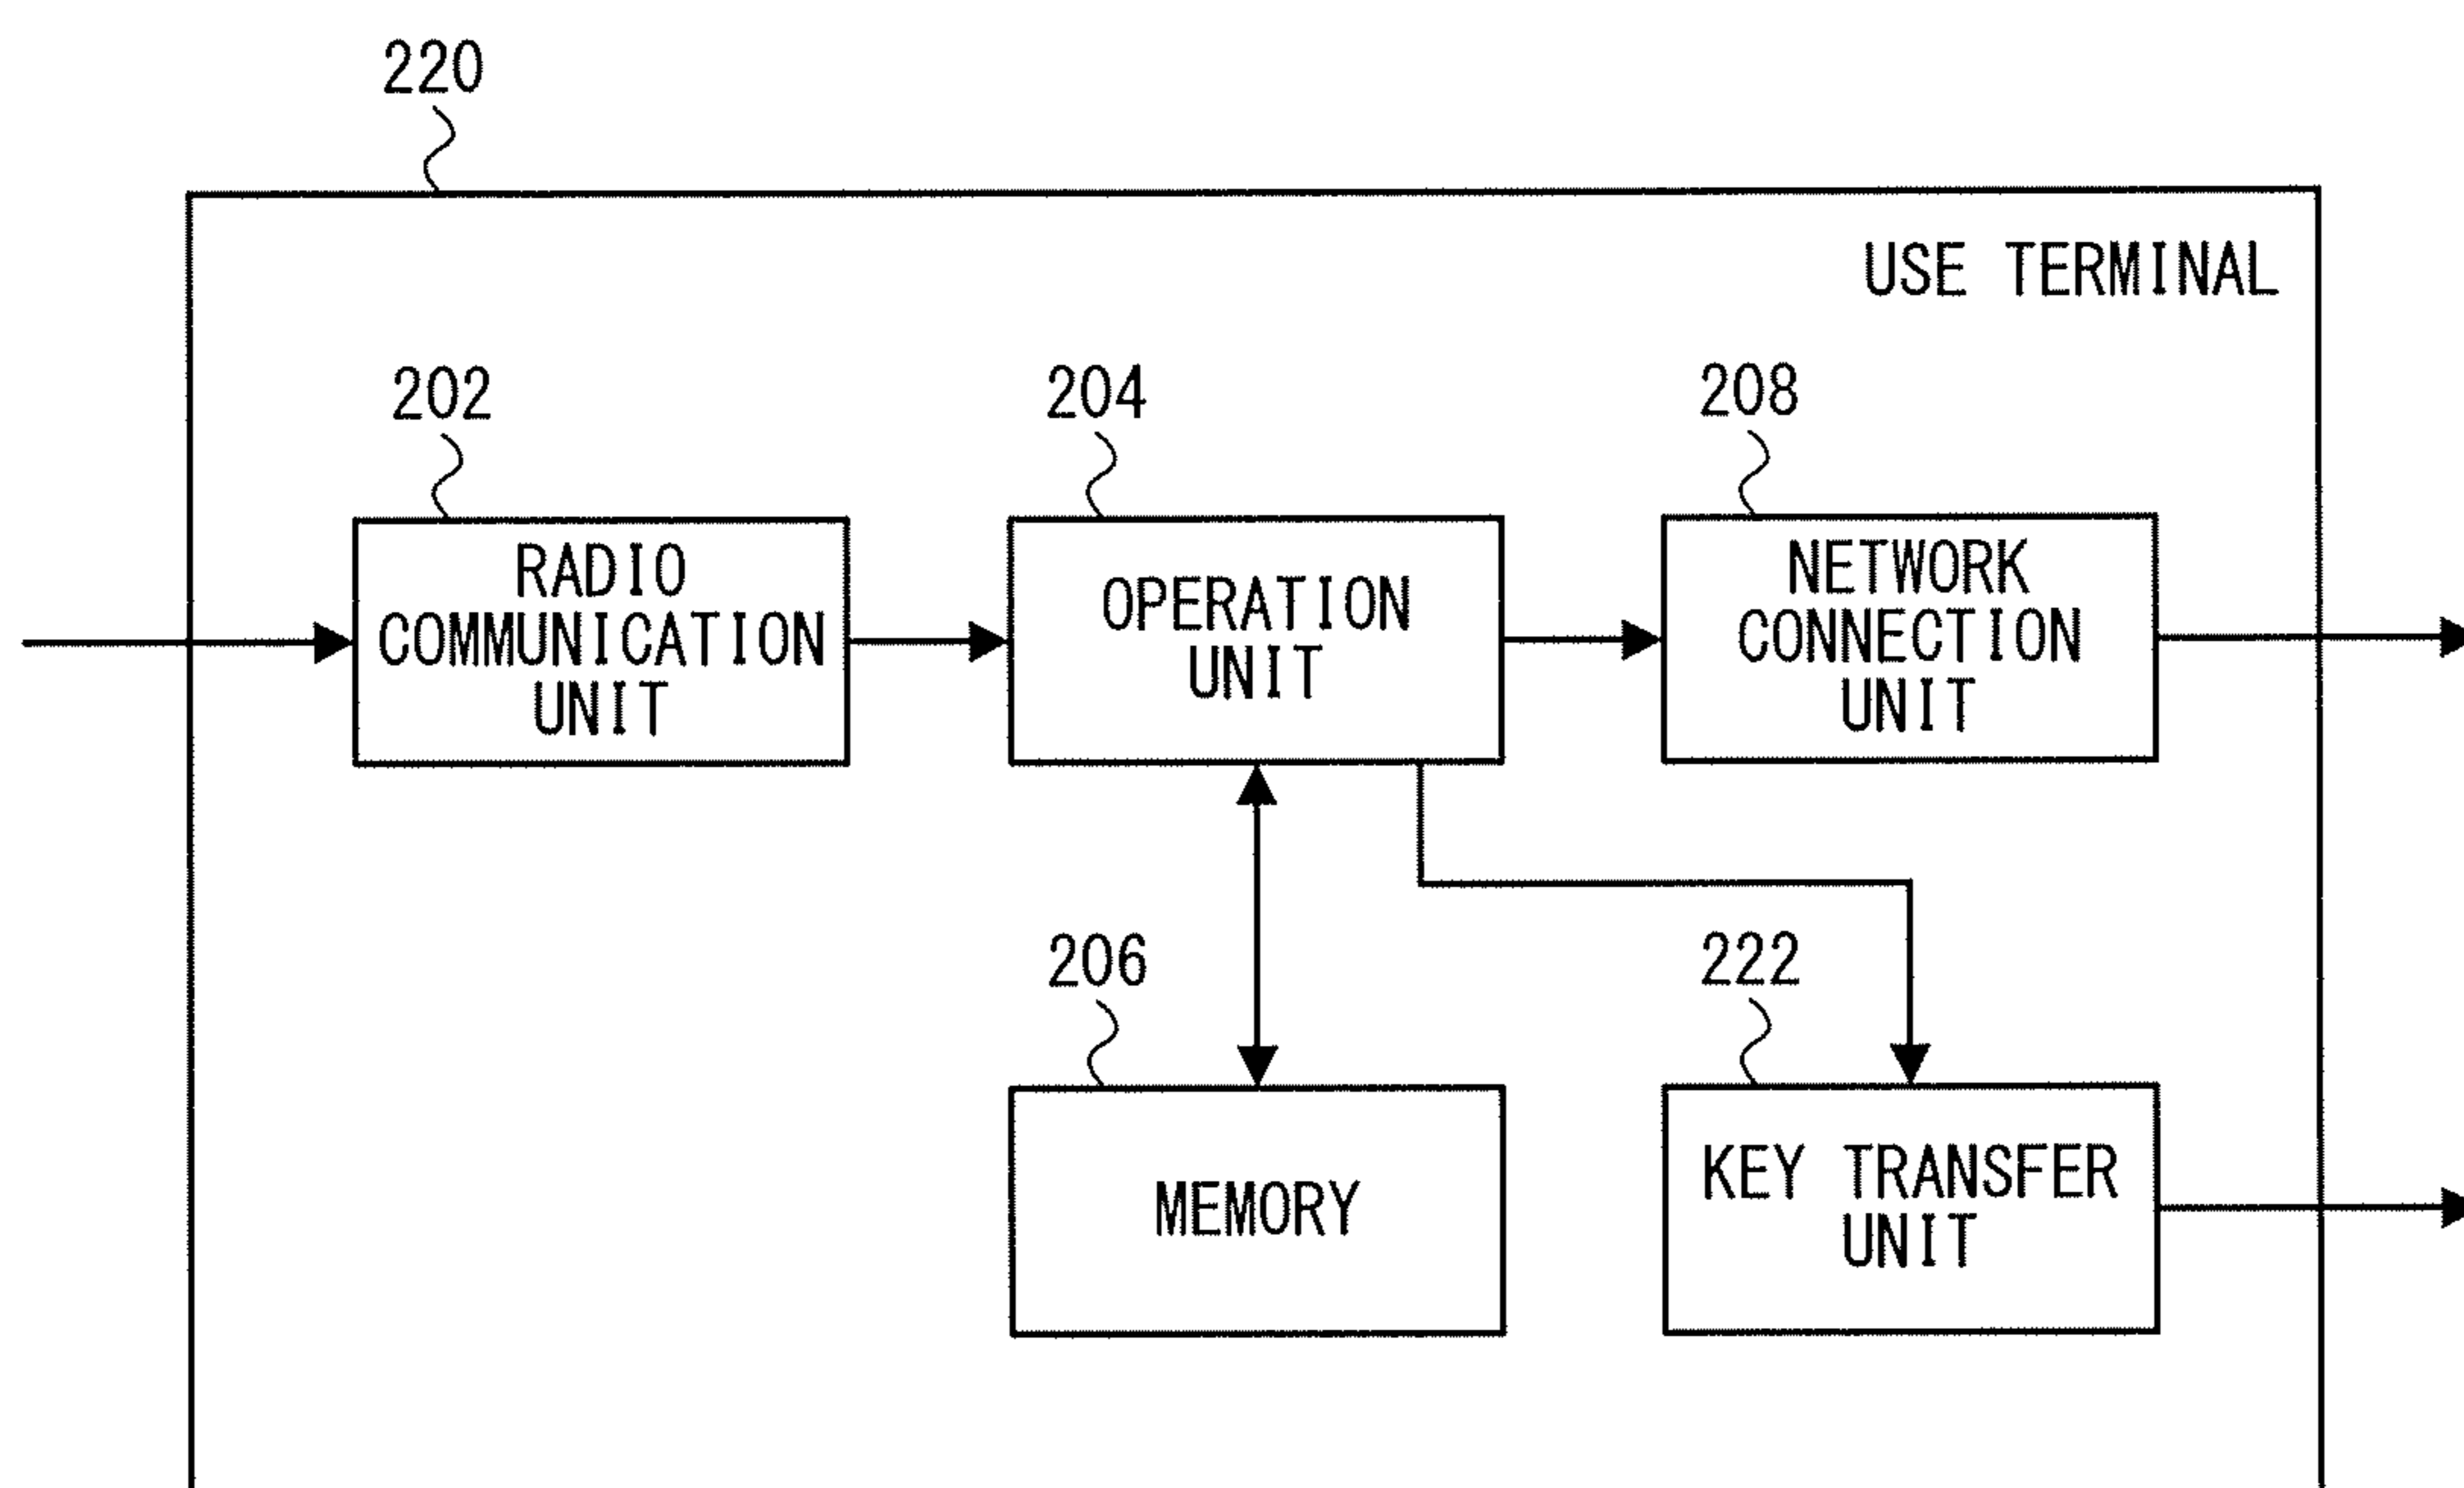 220
USE TERMINAL
202
204
208
RADIO
COMMUNICATION
UNIT
OPERATION
UNIT
NETWORK
CONNECTION
UNIT
206
222
MEMORY
KEY TRANSFER
UNIT